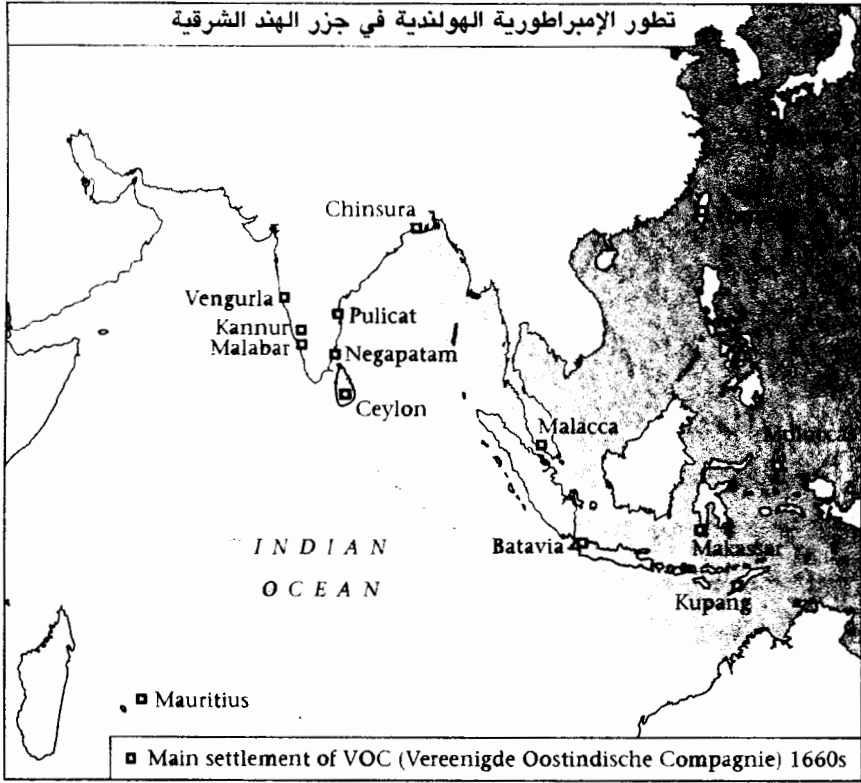 تطور الإمبراطورية الهولندية في جزر الهند الشرقية
Chinsura
Vengurla
Pulicat
Kannur
Malabar
Negapatam
Ceylon
Malacca
Moluccas
INDIAN
OCEAN
Batavia
Makassar
Kupang
Mauritius
Main settlement of VOC (Vereenigde Oostindische Compagnie) 1660s